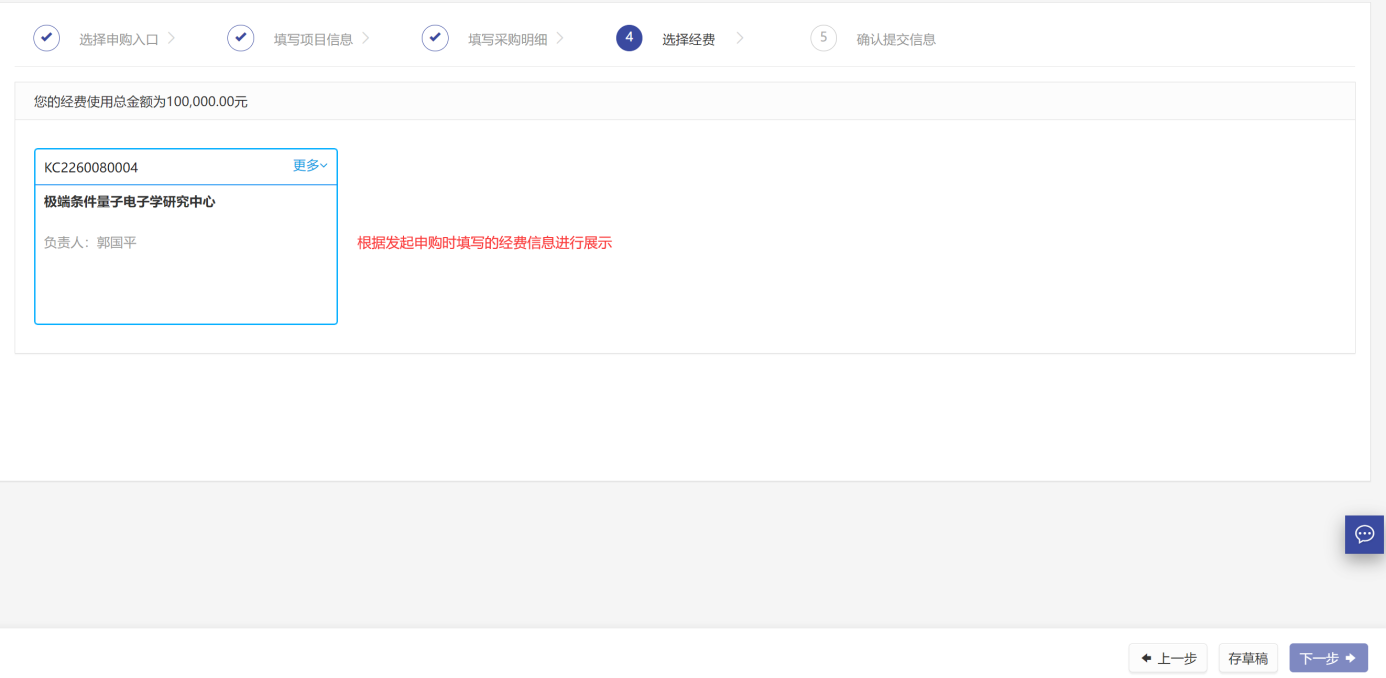 选择申购入口
填写项目信息
填写采购明细
4 选择经费
5 确认提交信息
您的经费使用总金额为100,000.00元
KC2260080004 更多
极端条件量子电子学研究中心
负责人：郭国平
根据发起申购时填写的经费信息进行展示
上一步 存草稿 下一步